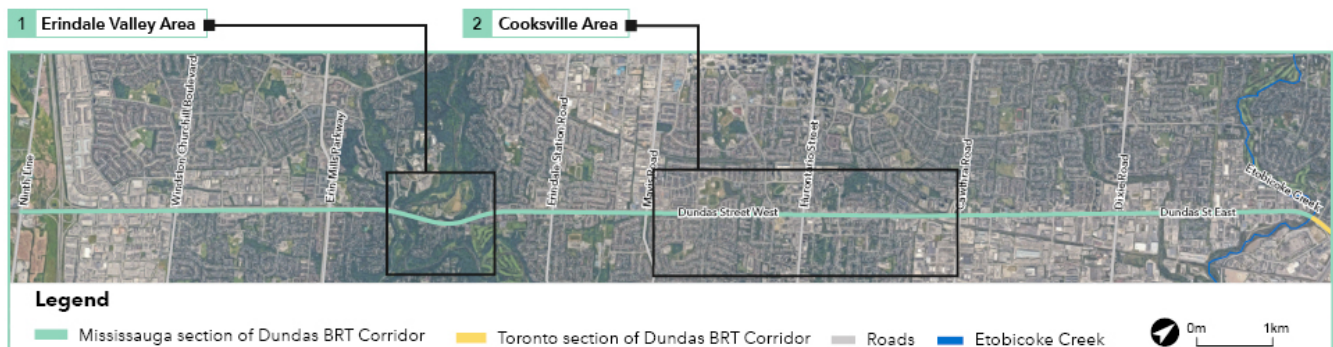 1 Erindale Valley Area
2 Cooksville Area
Ninth Line
Winston Churchill Boulevard
Erin Mills Parkway
Erindale Station Road
Mavis Road
Hurontario Street
Cawthra Road
Dixie Road
Etobicoke Creek
Dundas Street West
Dundas St East
Legend
Mississauga section of Dundas BRT Corridor
Toronto section of Dundas BRT Corridor
Roads
Etobicoke Creek
0m 1km